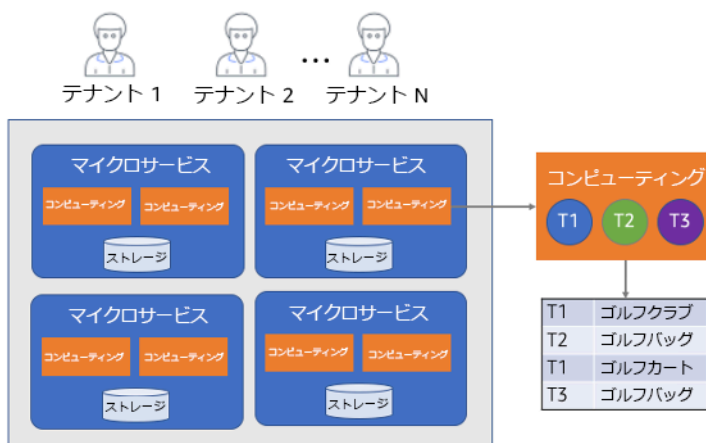 テナント 1
テナント 2
...
テナント N
マイクロサービス
コンピューティング
コンピューティング
ストレージ
マイクロサービス
コンピューティング
コンピューティング
ストレージ
マイクロサービス
コンピューティング
コンピューティング
ストレージ
マイクロサービス
コンピューティング
コンピューティング
ストレージ
コンピューティング
T1 T2 T3
T1 ゴルフクラブ
T2 ゴルフバッグ
T1 ゴルフカート
T3 ゴルフバッグ